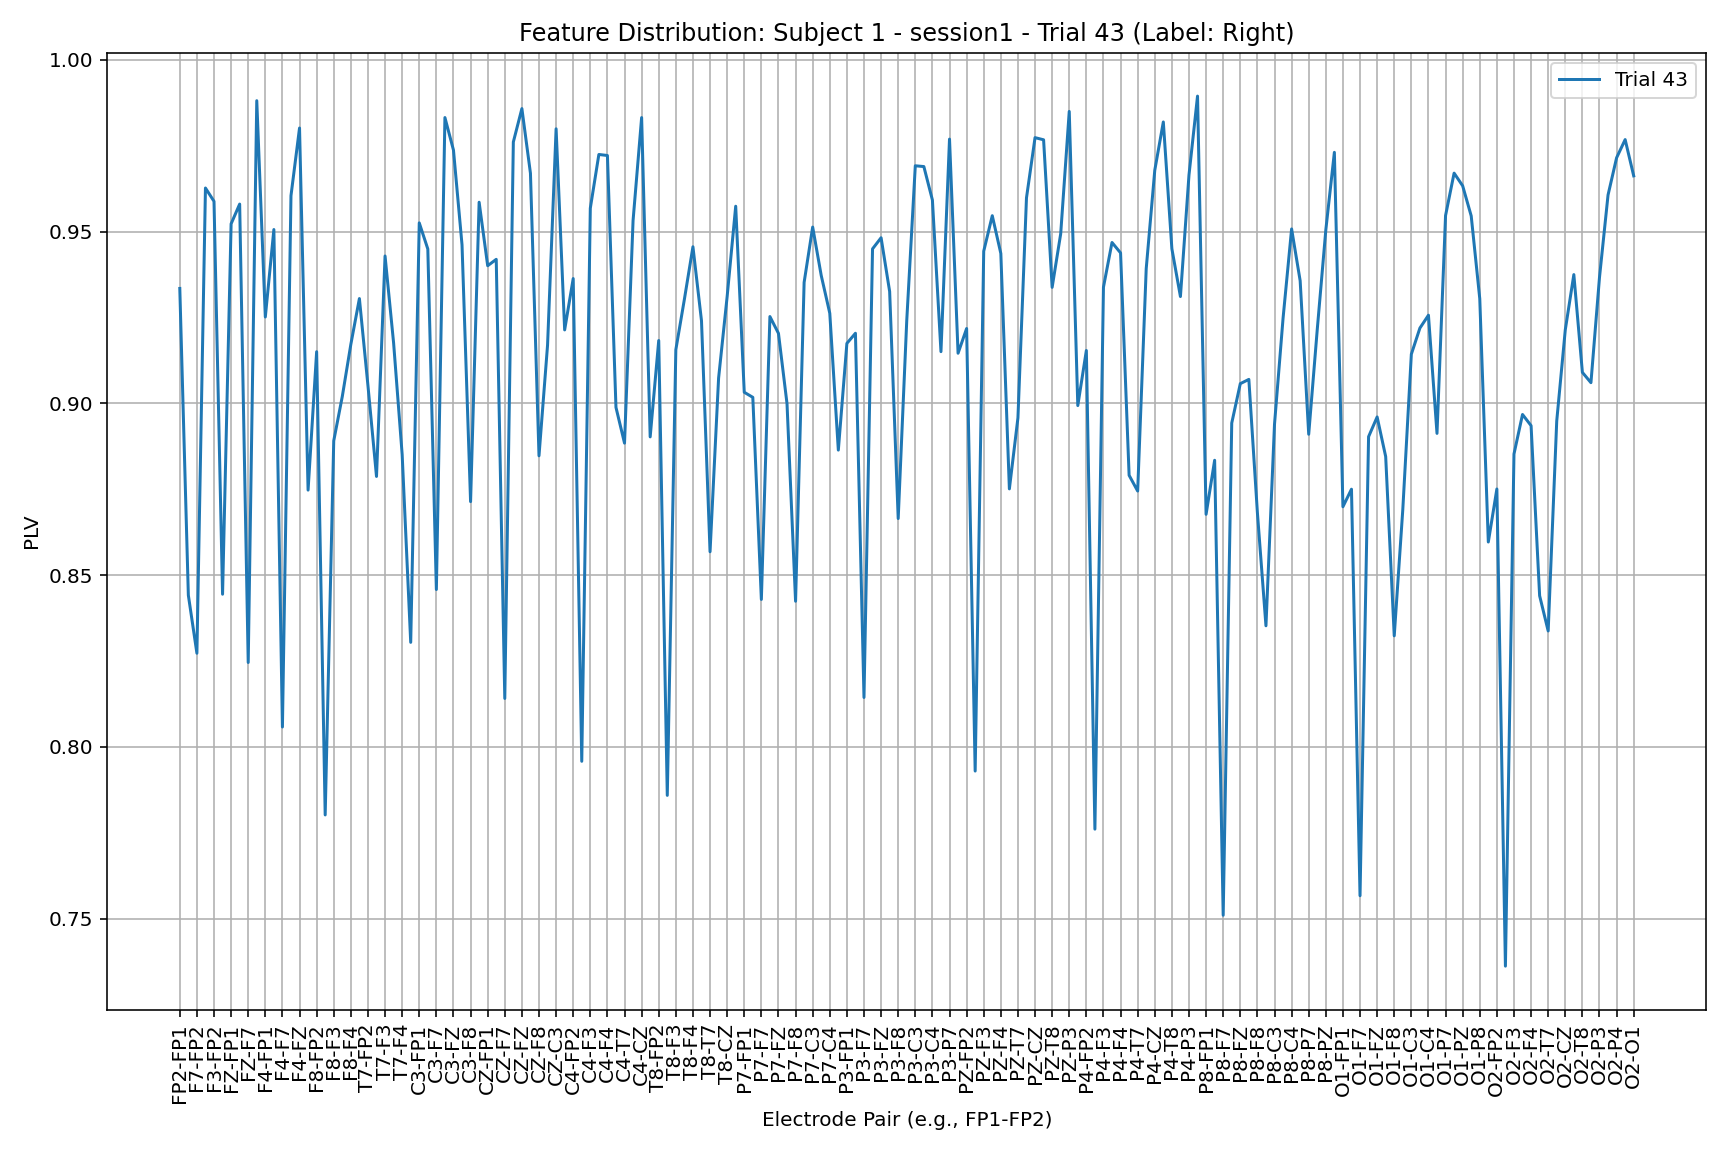 Feature Distribution: Subject 1 - session1 - Trial 43 (Label: Right)
Trial 43
PLV
1.00
0.95
0.90
0.85
0.80
0.75
FP2-FP1
F7-FP2
F3-FP2
FZ-FP1
FZ-F7
F4-FP1
F4-F7
F4-FZ
F8-FP2
F8-F3
F8-F4
T7-FP2
T7-F3
T7-F4
C3-FP1
C3-F7
C3-FZ
C3-F8
CZ-FP1
CZ-F7
CZ-FZ
CZ-F8
CZ-C3
C4-FP2
C4-F3
C4-F4
C4-T7
C4-CZ
T8-FP2
T8-F3
T8-F4
T8-T7
T8-CZ
P7-FP1
P7-F7
P7-FZ
P7-F8
P7-C3
P7-C4
P3-FP1
P3-F7
P3-FZ
P3-F8
P3-C3
P3-C4
P3-P7
PZ-FP2
PZ-F3
PZ-F4
PZ-T7
PZ-CZ
PZ-T8
PZ-P3
P4-FP2
P4-F3
P4-F4
P4-T7
P4-CZ
P4-T8
P4-P3
P8-FP1
P8-F7
P8-FZ
P8-F8
P8-C3
P8-C4
P8-P7
P8-PZ
O1-FP1
O1-F7
O1-FZ
O1-F8
O1-C3
O1-C4
O1-P7
O1-PZ
O1-P8
O2-FP2
O2-F3
O2-F4
O2-T7
O2-CZ
O2-T8
O2-P3
O2-P4
O2-O1
Electrode Pair (e.g., FP1-FP2)